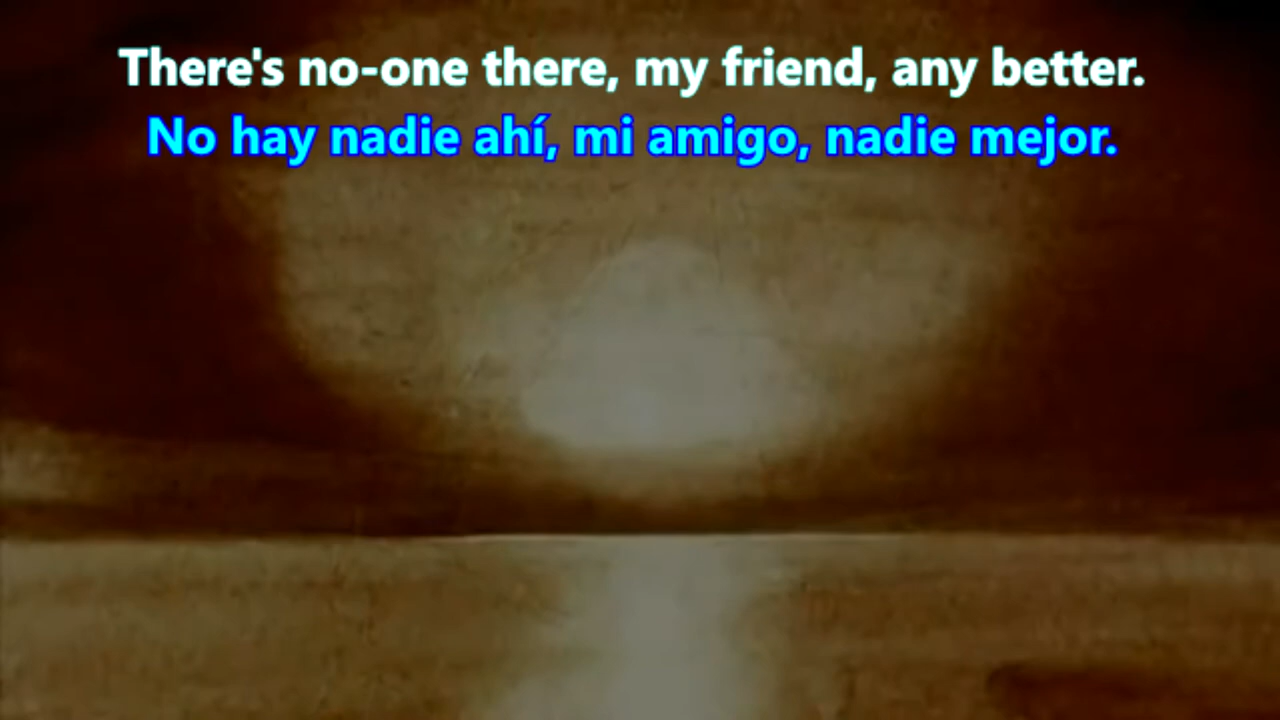 There's no-one there, my friend, any better.
No hay nadie ahí, mi amigo, nadie mejor.